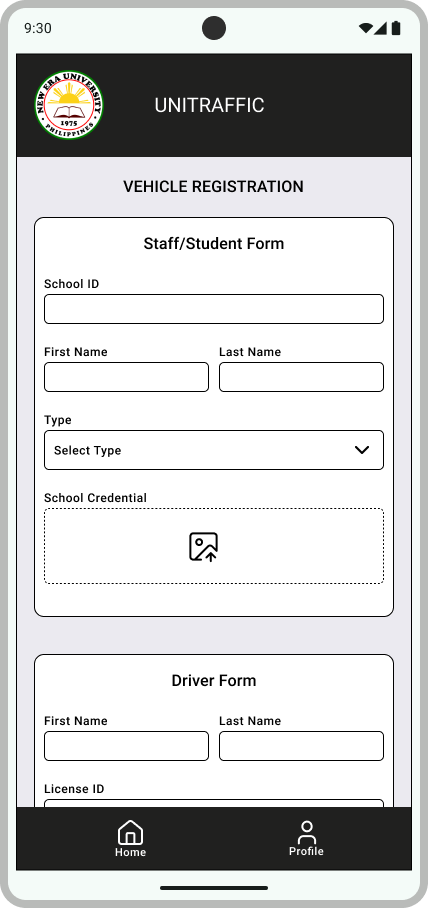 9:30
NEW ERA UNIVERSITY
1975
PHILIPPINES
UNITRAFFIC
VEHICLE REGISTRATION
Staff/Student Form
School ID
First Name Last Name
Type
Select Type
School Credential
Driver Form
First Name Last Name
License ID
Home Profile